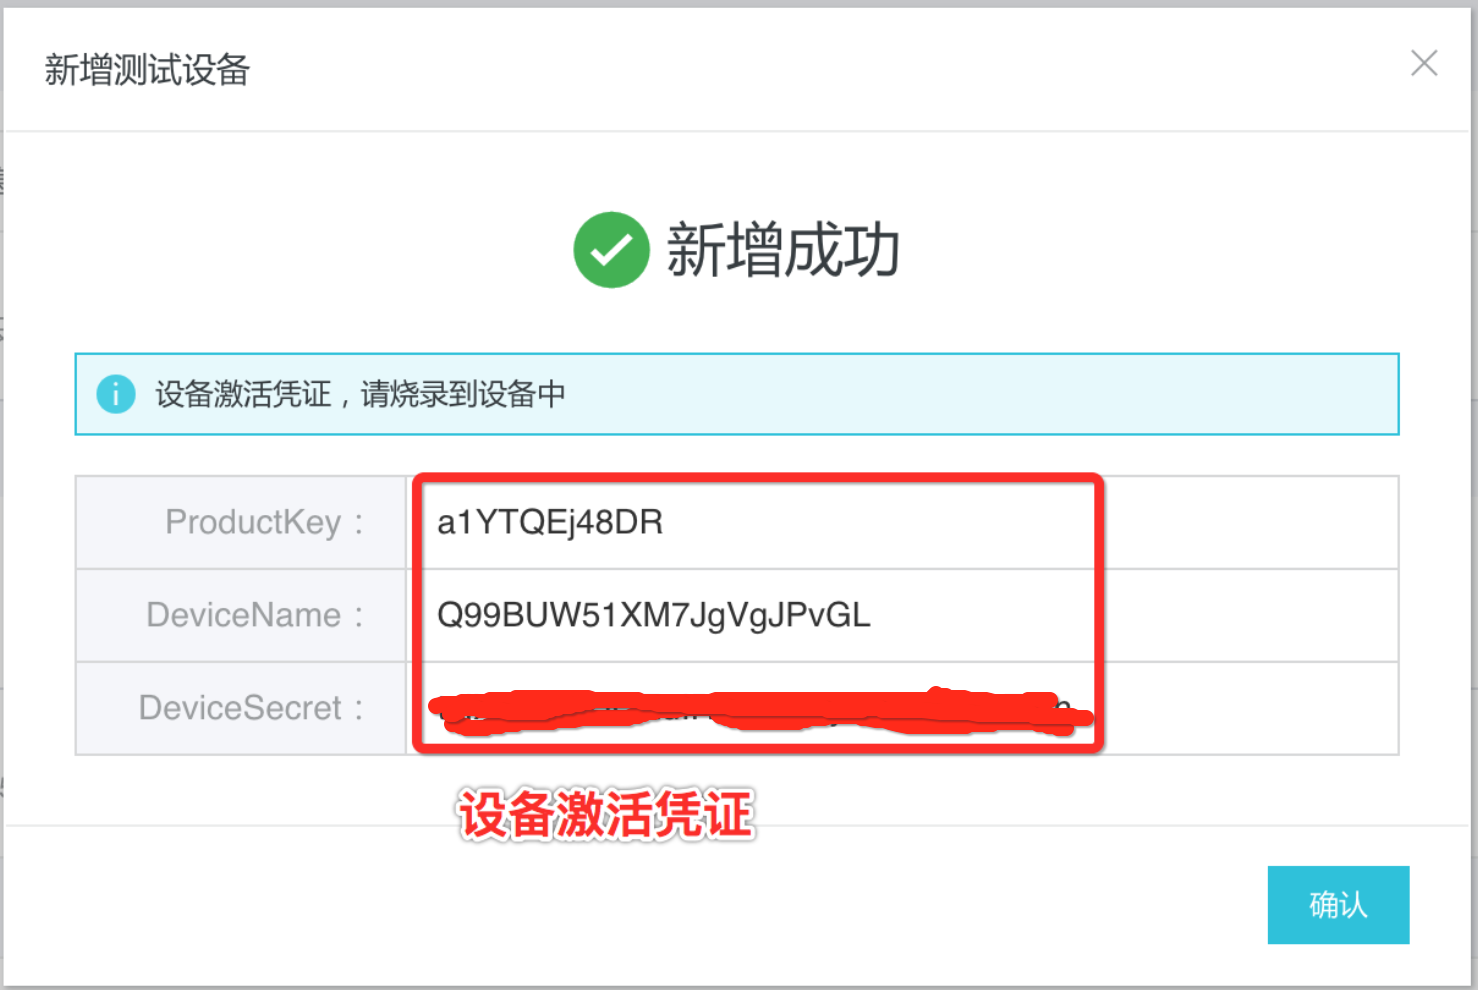 新增测试设备
新增成功
设备激活凭证，请烧录到设备中
ProductKey： a1YTQEj48DR
DeviceName： Q99BUW51XM7JgVgJPvGL
DeviceSecret：
设备激活凭证
确认